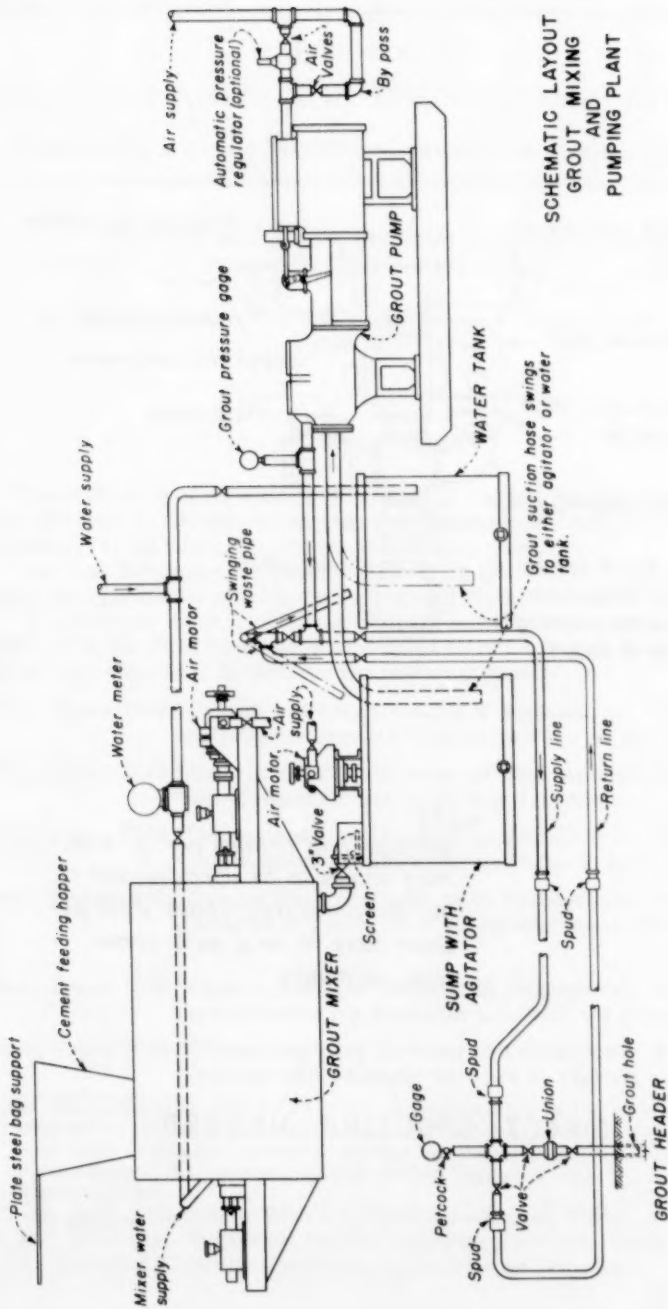 Plate steel bag support
Cement feeding hopper
Mixer water
supply
GROUT MIXER
Water meter
Air motor
Water supply
Air motor
Air
supply
3" Valve
Screen
SUMP WITH
AGITATOR
Swinging
waste pipe
Grout pressure gage
Air supply
Automatic pressure
regulator (optional)
Air
Valves
By pass
GROUT PUMP
WATER TANK
Grout suction hose swings
to either agitator or water
tank.
Supply line
Return line
Spud
Spud
Gage
Petcock
Spud
Valve
Union
Grout hole
GROUT HEADER
SCHEMATIC LAYOUT
GROUT MIXING
AND
PUMPING PLANT